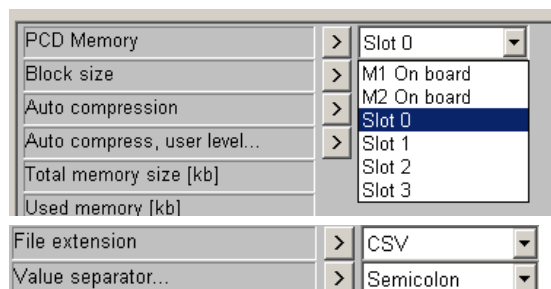 PCD Memory > Slot 0
Block size > M1 On board
M2 On board
Auto compression > Slot 0
Auto compress, user level... > Slot 1
Total memory size [kb] Slot 2
Used memory [kb] Slot 3
File extension > CSV
Value separator... > Semicolon